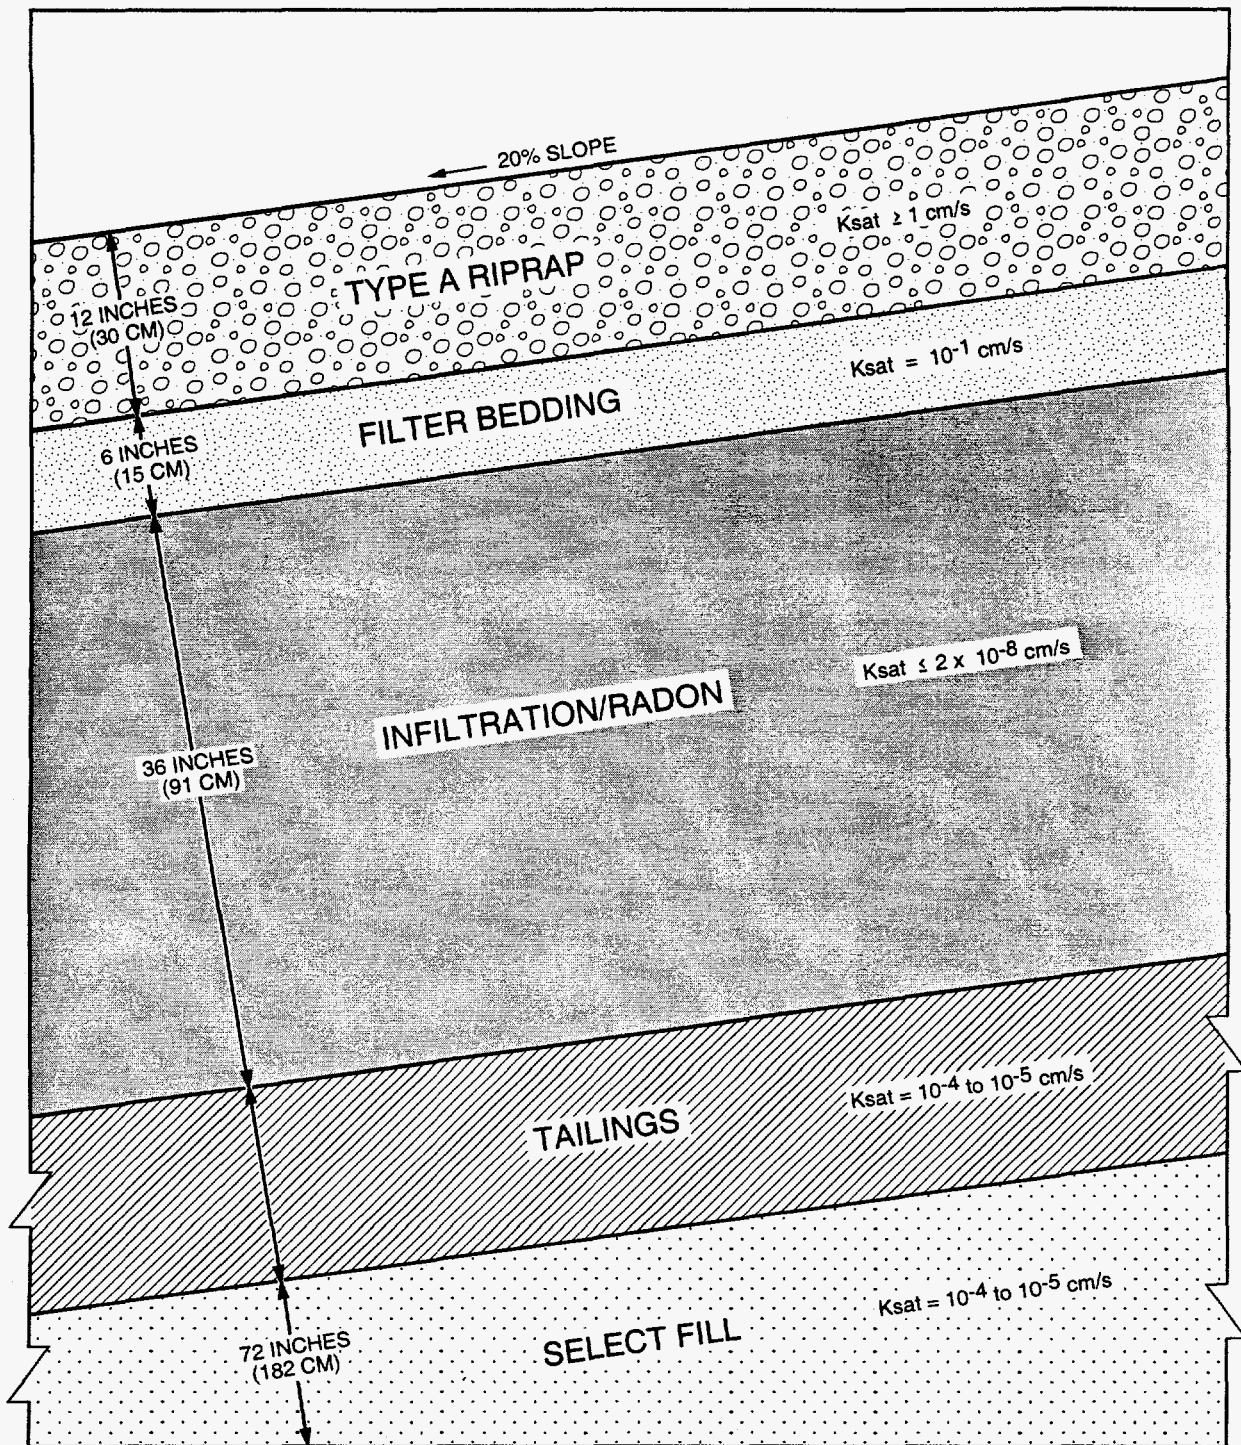 20% SLOPE
Ksat ≥ 1 cm/s
TYPE A RIPRAP
12 INCHES
(30 CM)
Ksat = 10⁻¹ cm/s
FILTER BEDDING
6 INCHES
(15 CM)
Ksat ≤ 2 x 10⁻⁸ cm/s
INFILTRATION/RADON
36 INCHES
(91 CM)
Ksat = 10⁻⁴ to 10⁻⁵ cm/s
TAILINGS
Ksat = 10⁻⁴ to 10⁻⁵ cm/s
SELECT FILL
72 INCHES
(182 CM)